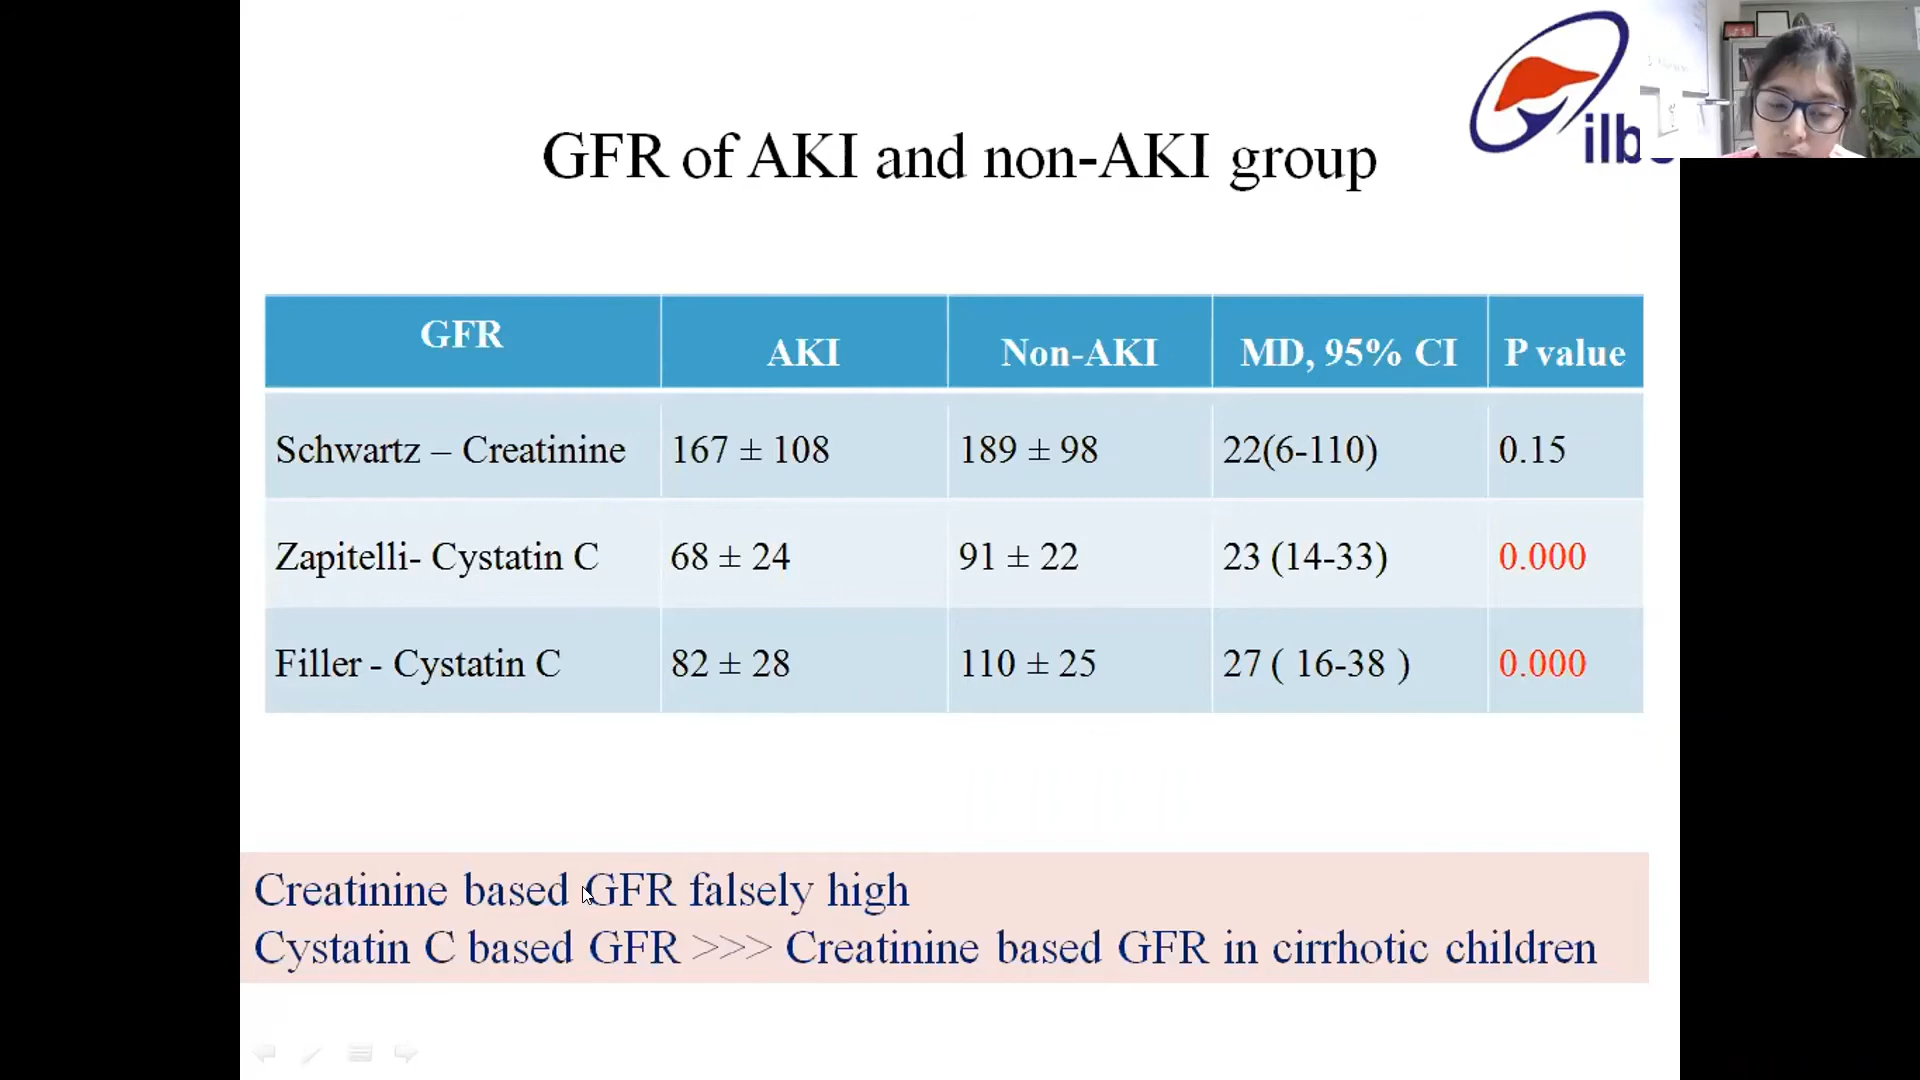 ilb
GFR of AKI and non-AKI group
GFR AKI Non-AKI MD, 95% CI P value
Schwartz – Creatinine 167 ± 108 189 ± 98 22(6-110) 0.15
Zapitelli- Cystatin C 68 ± 24 91 ± 22 23 (14-33) 0.000
Filler - Cystatin C 82 ± 28 110 ± 25 27 ( 16-38 ) 0.000
Creatinine based GFR falsely high
Cystatin C based GFR >>> Creatinine based GFR in cirrhotic children